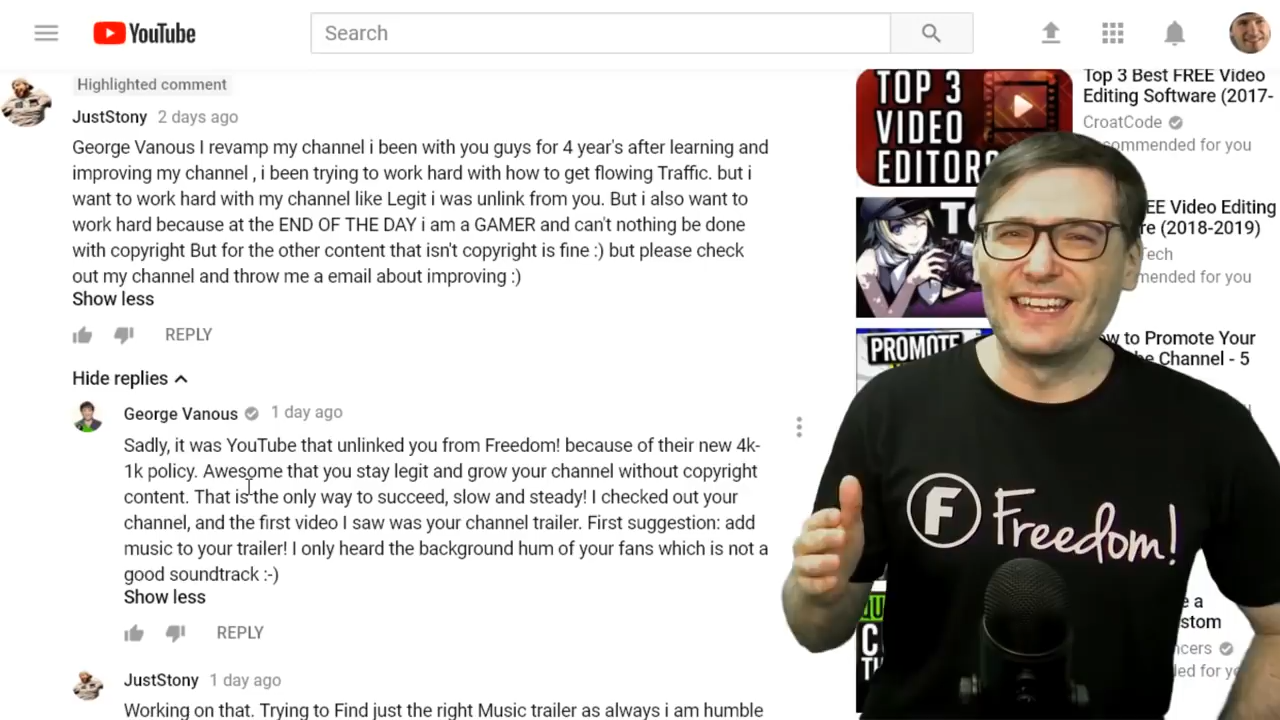 YouTube
Search
Highlighted comment
JustStony 2 days ago
George Vanous I revamp my channel i been with you guys for 4 year's after learning and
improving my channel , i been trying to work hard with how to get flowing Traffic. but i
want to work hard with my channel like Legit i was unlink from you. But i also want to
work hard because at the END OF THE DAY i am a GAMER and can't nothing be done
with copyright But for the other content that isn't copyright is fine :) but please check
out my channel and throw me a email about improving :)
Show less
REPLY
Hide replies
George Vanous 1 day ago
Sadly, it was YouTube that unlinked you from Freedom! because of their new 4k-
1k policy. Awesome that you stay legit and grow your channel without copyright
content. That is the only way to succeed, slow and steady! I checked out your
channel, and the first video I saw was your channel trailer. First suggestion: add
music to your trailer! I only heard the background hum of your fans which is not a
good soundtrack :-)
Show less
REPLY
JustStony 1 day ago
Working on that. Trying to Find just the right Music trailer as always i am humble
TOP 3
VIDEO
EDITORS
Top 3 Best FREE Video
Editing Software (2017-
CroatCode
commended for you
EE Video Editing
re (2018-2019)
Tech
mended for you
PROMOTE
w to Promote Your
be Channel - 5
F Freedom!
e a
stom
ncers
ded for yo